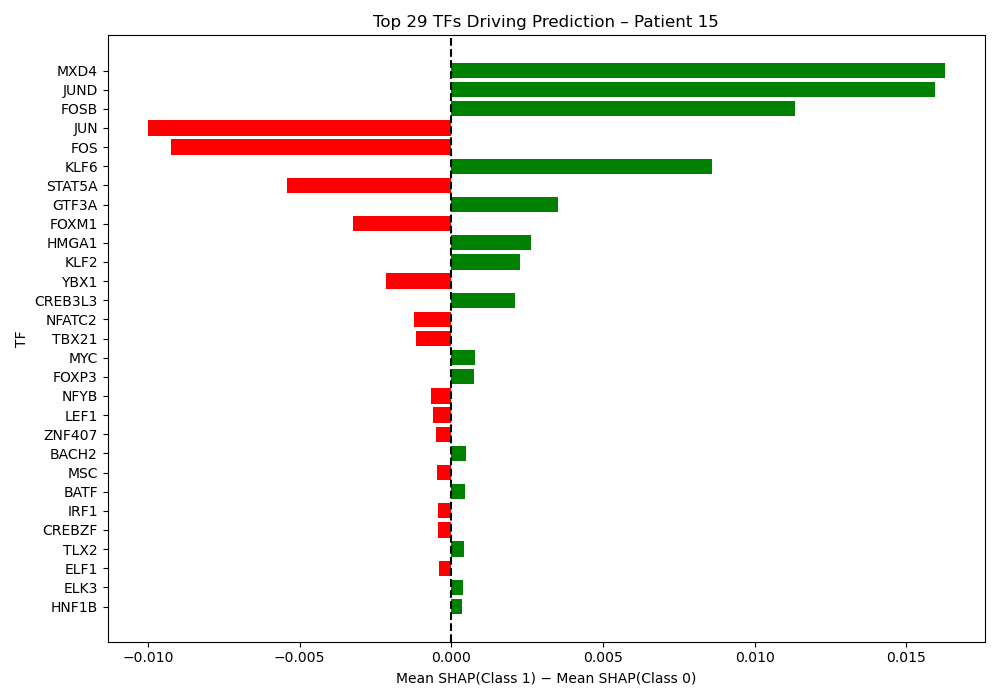 Top 29 TFs Driving Prediction – Patient 15
TF
MXD4
JUND
FOSB
JUN
FOS
KLF6
STAT5A
GTF3A
FOXM1
HMGA1
KLF2
YBX1
CREB3L3
NFATC2
TBX21
MYC
FOXP3
NFYB
LEF1
ZNF407
BACH2
MSC
BATF
IRF1
CREBZF
TLX2
ELF1
ELK3
HNF1B
−0.010 −0.005 0.000 0.005 0.010 0.015
Mean SHAP(Class 1) − Mean SHAP(Class 0)